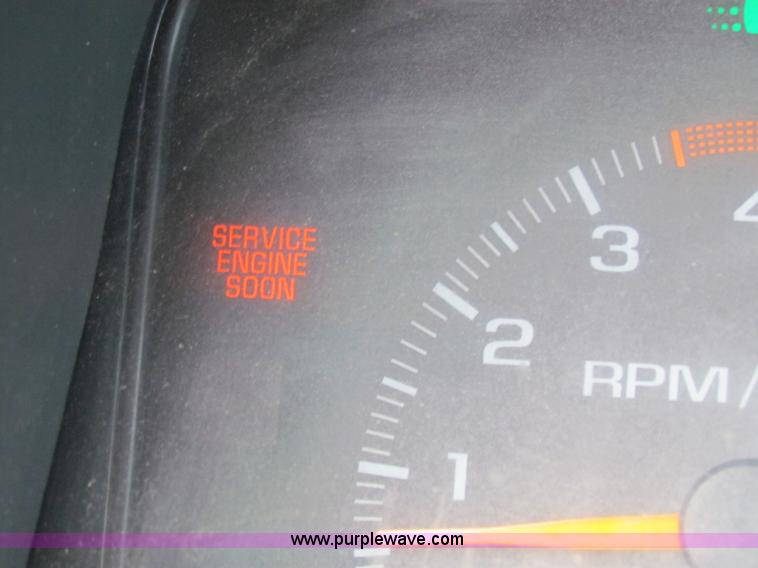 SERVICE
ENGINE
SOON
4
3
2
RPM/
1
www.purplewave.com